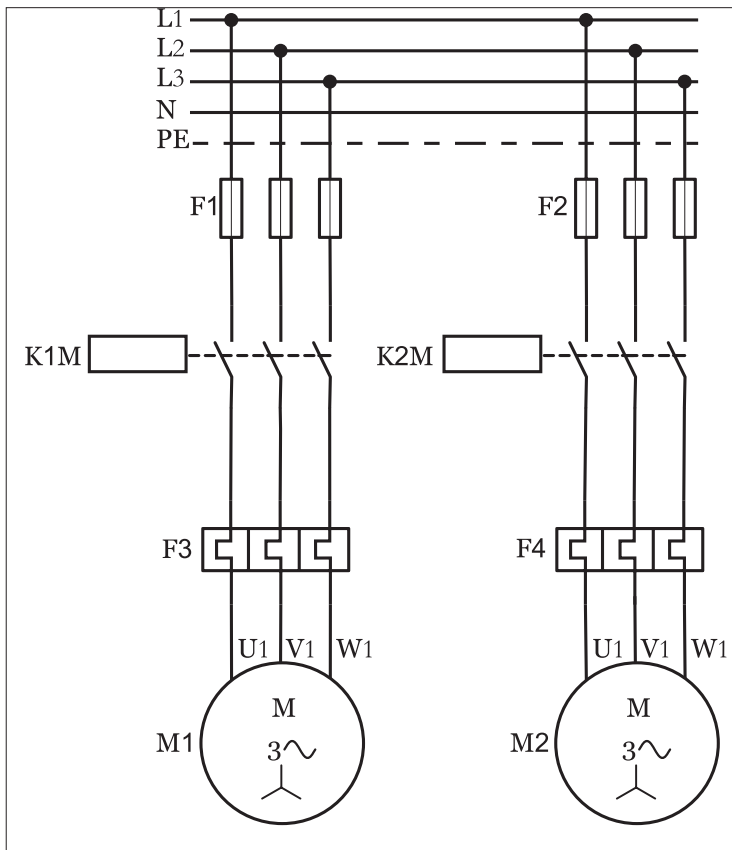 L1
L2
L3
N
PE
F1 F2
K1M K2M
F3 F4
U1 V1 W1 U1 V1 W1
M M
M1 3 M2 3